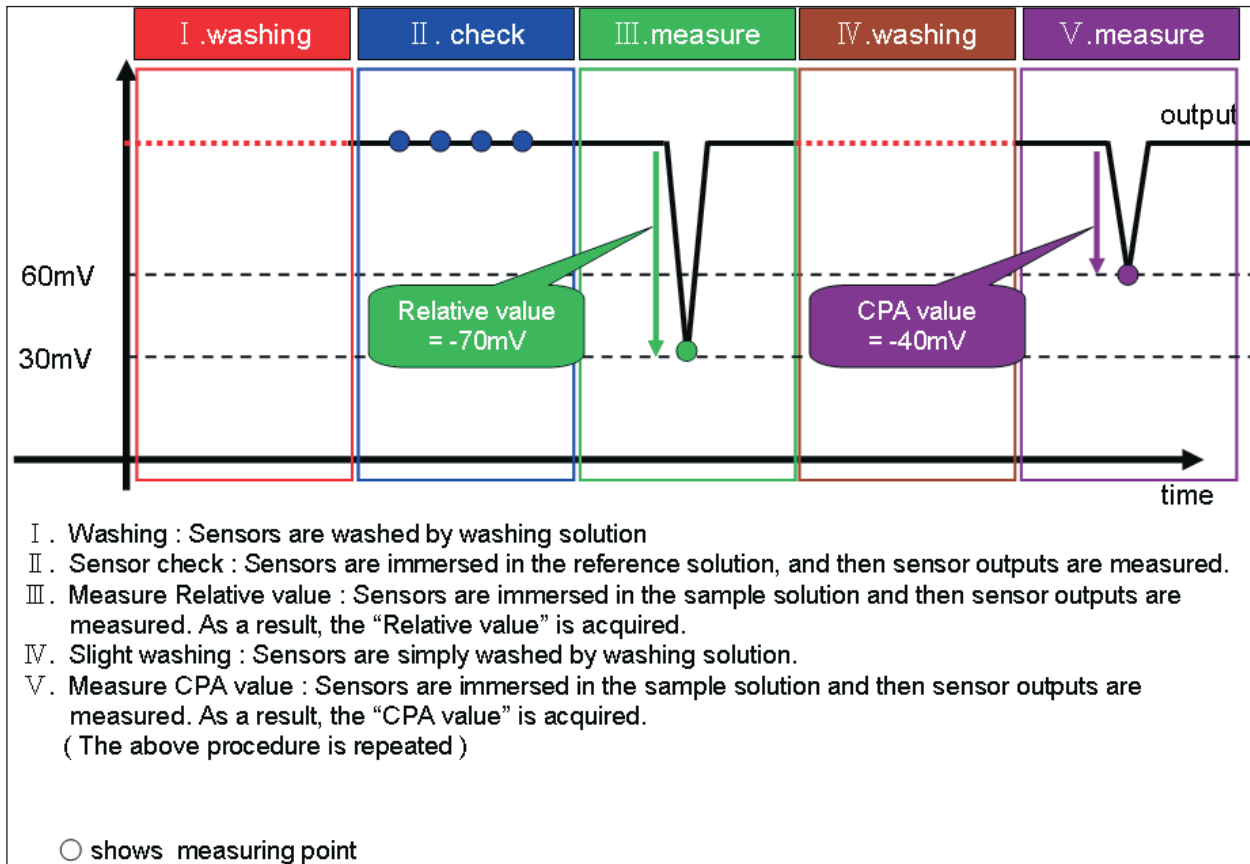 Ⅰ.washing
Ⅱ. check
Ⅲ.measure
Ⅳ.washing
Ⅴ.measure
output
60mV
Relative value
= -70mV
CPA value
= -40mV
30mV
time
Ⅰ. Washing : Sensors are washed by washing solution
Ⅱ. Sensor check : Sensors are immersed in the reference solution, and then sensor outputs are measured.
Ⅲ. Measure Relative value : Sensors are immersed in the sample solution and then sensor outputs are
measured. As a result, the “Relative value” is acquired.
Ⅳ. Slight washing : Sensors are simply washed by washing solution.
Ⅴ. Measure CPA value : Sensors are immersed in the sample solution and then sensor outputs are
measured. As a result, the “CPA value” is acquired.
( The above procedure is repeated )
shows measuring point